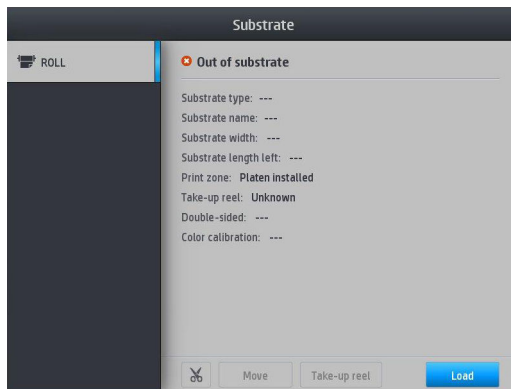 Substrate
ROLL
Out of substrate
Substrate type: ---
Substrate name: ---
Substrate width: ---
Substrate length left: ---
Print zone: Platen installed
Take-up reel: Unknown
Double-sided: ---
Color calibration: ---
Move
Take-up reel
Load